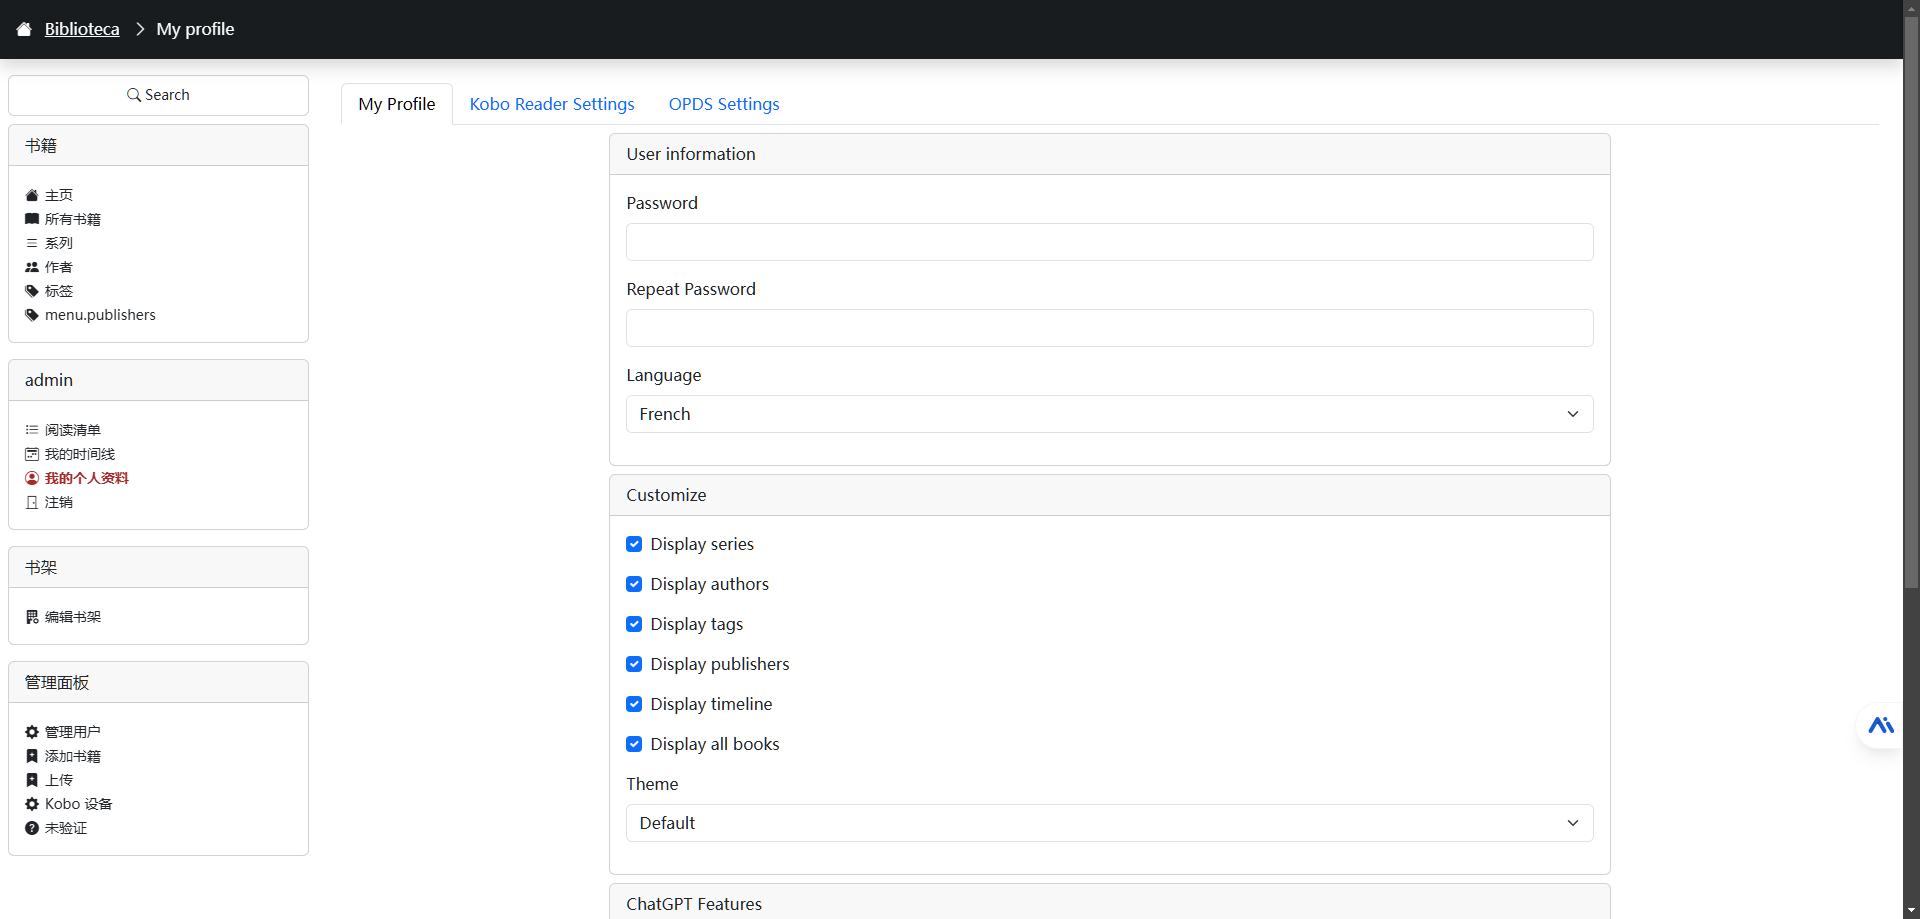 Biblioteca > My profile
Search
书籍
主页
所有书籍
系列
作者
标签
menu.publishers
admin
阅读清单
我的时间线
我的个人资料
注销
书架
编辑书架
管理面板
管理用户
添加书籍
上传
Kobo 设备
未验证
My Profile Kobo Reader Settings OPDS Settings
User information
Password
Repeat Password
Language
French
Customize
Display series
Display authors
Display tags
Display publishers
Display timeline
Display all books
Theme
Default
ChatGPT Features